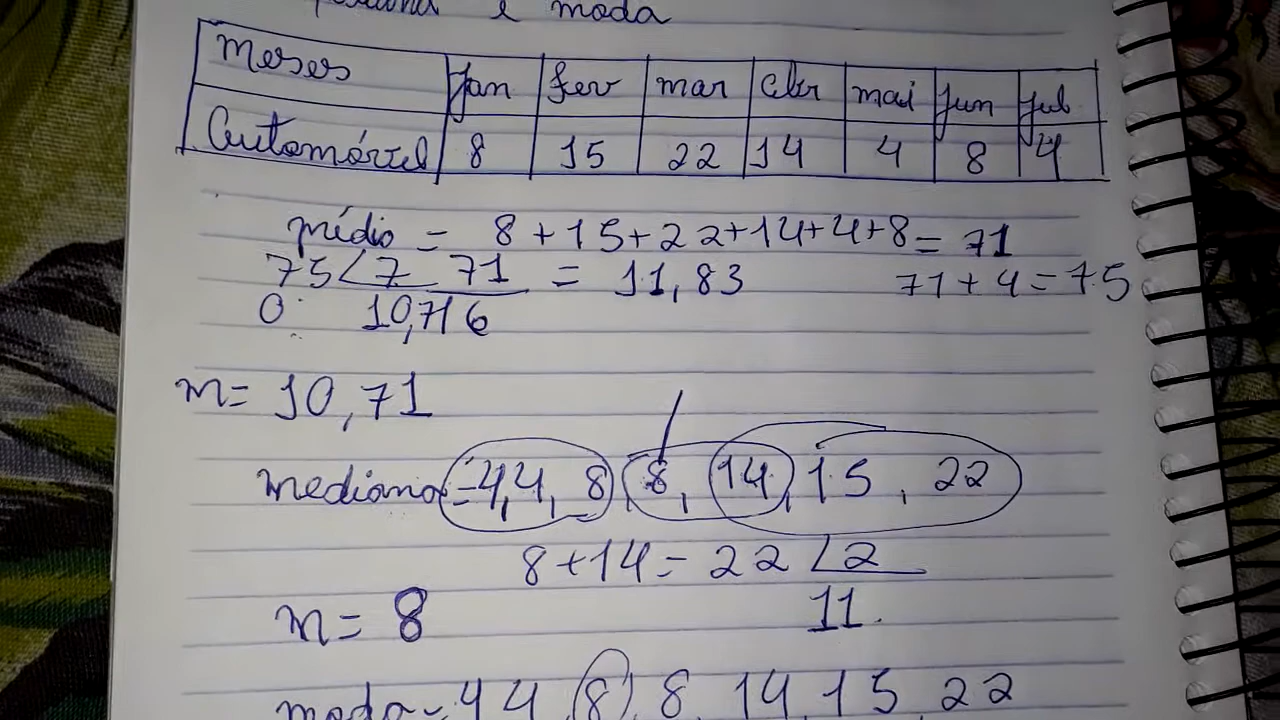 e moda
Meses Jan Fev mar Abr mai Jun Jul
Automóvel 8 15 22 14 4 8 4
médio = 8+15+22+14+4+8 = 71
75 7 71 = 11,83 71+4=75
0 10,716
m= 10,71
mediana = 4,4, 8, 8, 14, 15, 22
8+14= 22 2
m= 8 11.
moda = 4 4 8, 8, 14, 15 22